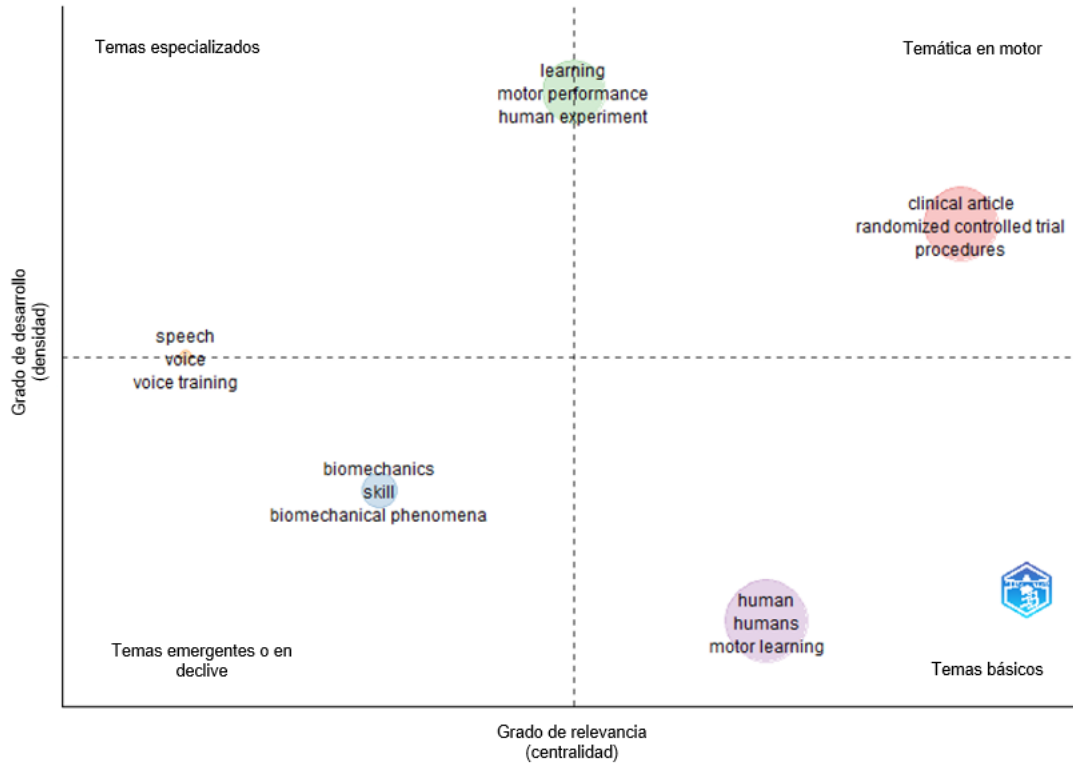 Temas especializados
Temática en motor
learning
motor performance
human experiment
clinical article
randomized controlled trial
procedures
Grado de desarrollo
(densidad)
speech
voice
voice training
biomechanics
skill
biomechanical phenomena
human
humans
motor learning
Temas emergentes o en
declive
Temas básicos
Grado de relevancia
(centralidad)